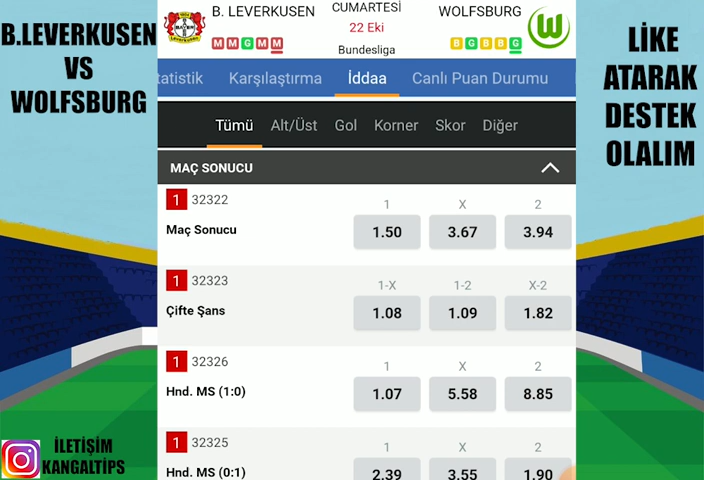 B.LEVERKUSEN
VS
WOLFSBURG
LİKE
ATARAK
DESTEK
OLALIM
B. LEVERKUSEN
CUMARTESİ
WOLFSBURG
22 Eki
M M G M M
B G B B G
Bundesliga
tatistik Karşılaştırma İddaa Canlı Puan Durumu
Tümü Alt/Üst Gol Korner Skor Diğer
MAÇ SONUCU
1 32322
1 X 2
Maç Sonucu 1.50 3.67 3.94
1 32323
1-X 1-2 X-2
Çifte Şans 1.08 1.09 1.82
1 32326
1 X 2
Hnd. MS (1:0) 1.07 5.58 8.85
1 32325
1 X 2
Hnd. MS (0:1) 2.39 3.55 1.90
İLETİŞİM
KANGALTİPS